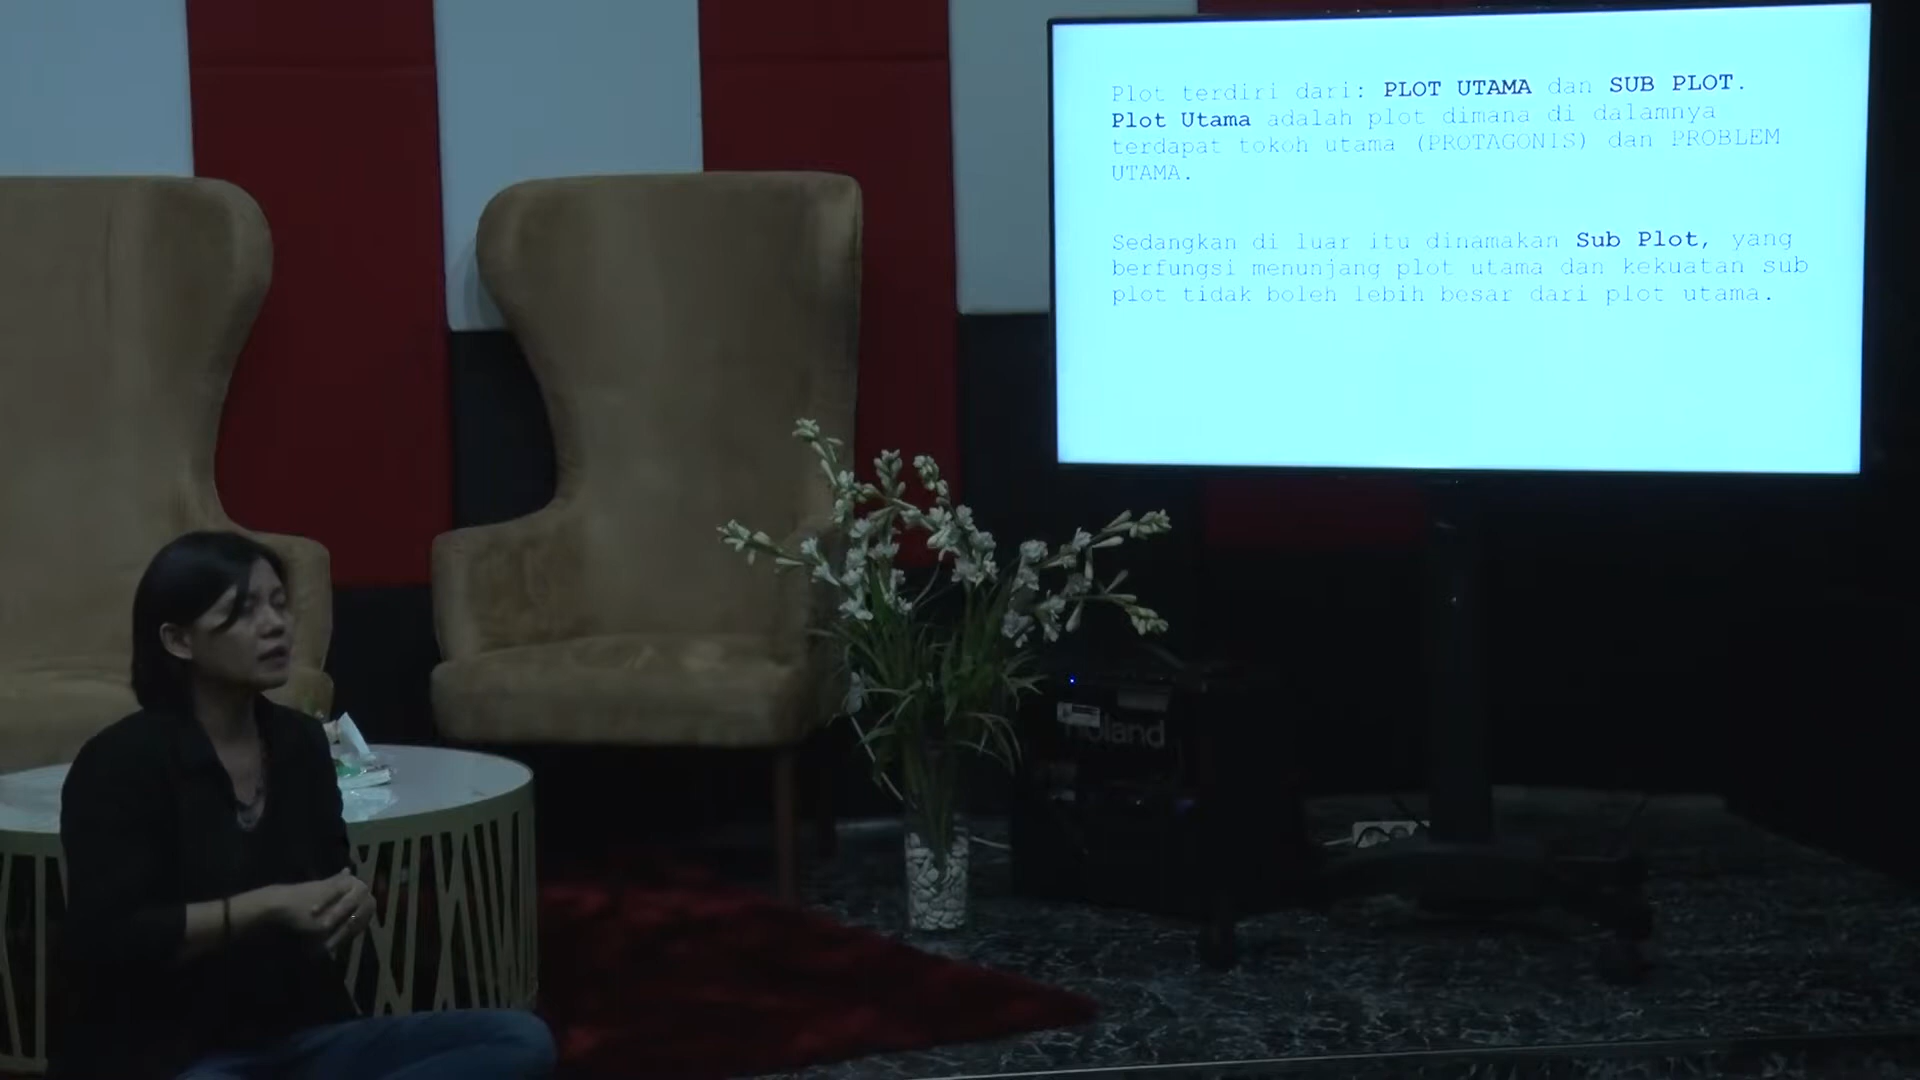 Plot terdiri dari: PLOT UTAMA dan SUB PLOT.
Plot Utama adalah plot dimana di dalamnya
terdapat tokoh utama (PROTAGONIS) dan PROBLEM
UTAMA.
Sedangkan di luar itu dinamakan Sub Plot, yang
berfungsi menunjang plot utama dan kekuatan sub
plot tidak boleh lebih besar dari plot utama.
Roland